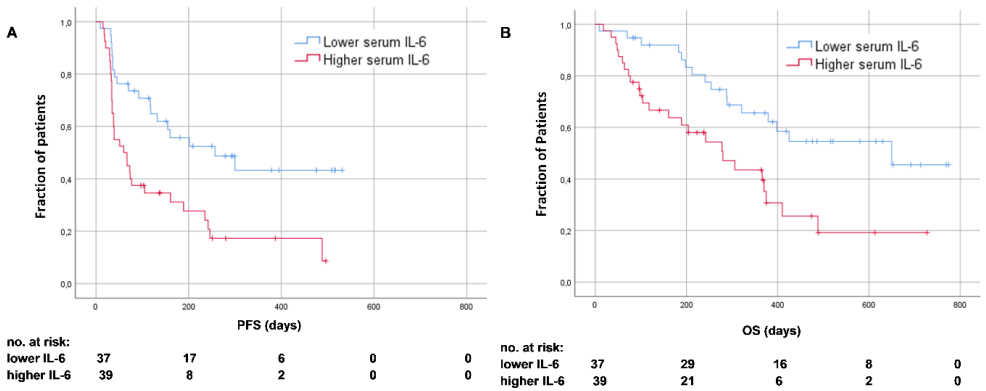 A
Lower serum IL-6
Higher serum IL-6
Fraction of patients
1,0
0,8
0,6
0,4
0,2
0,0
0 200 400 600 800
PFS (days)
no. at risk:
lower IL-6 37 17 6 0 0
higher IL-6 39 8 2 0 0
B
Lower serum IL-6
Higher serum IL-6
Fraction of Patients
1,0
0,8
0,6
0,4
0,2
0,0
0 200 400 600 800
OS (days)
no. at risk:
lower IL-6 37 29 16 8 0
higher IL-6 39 21 6 2 0